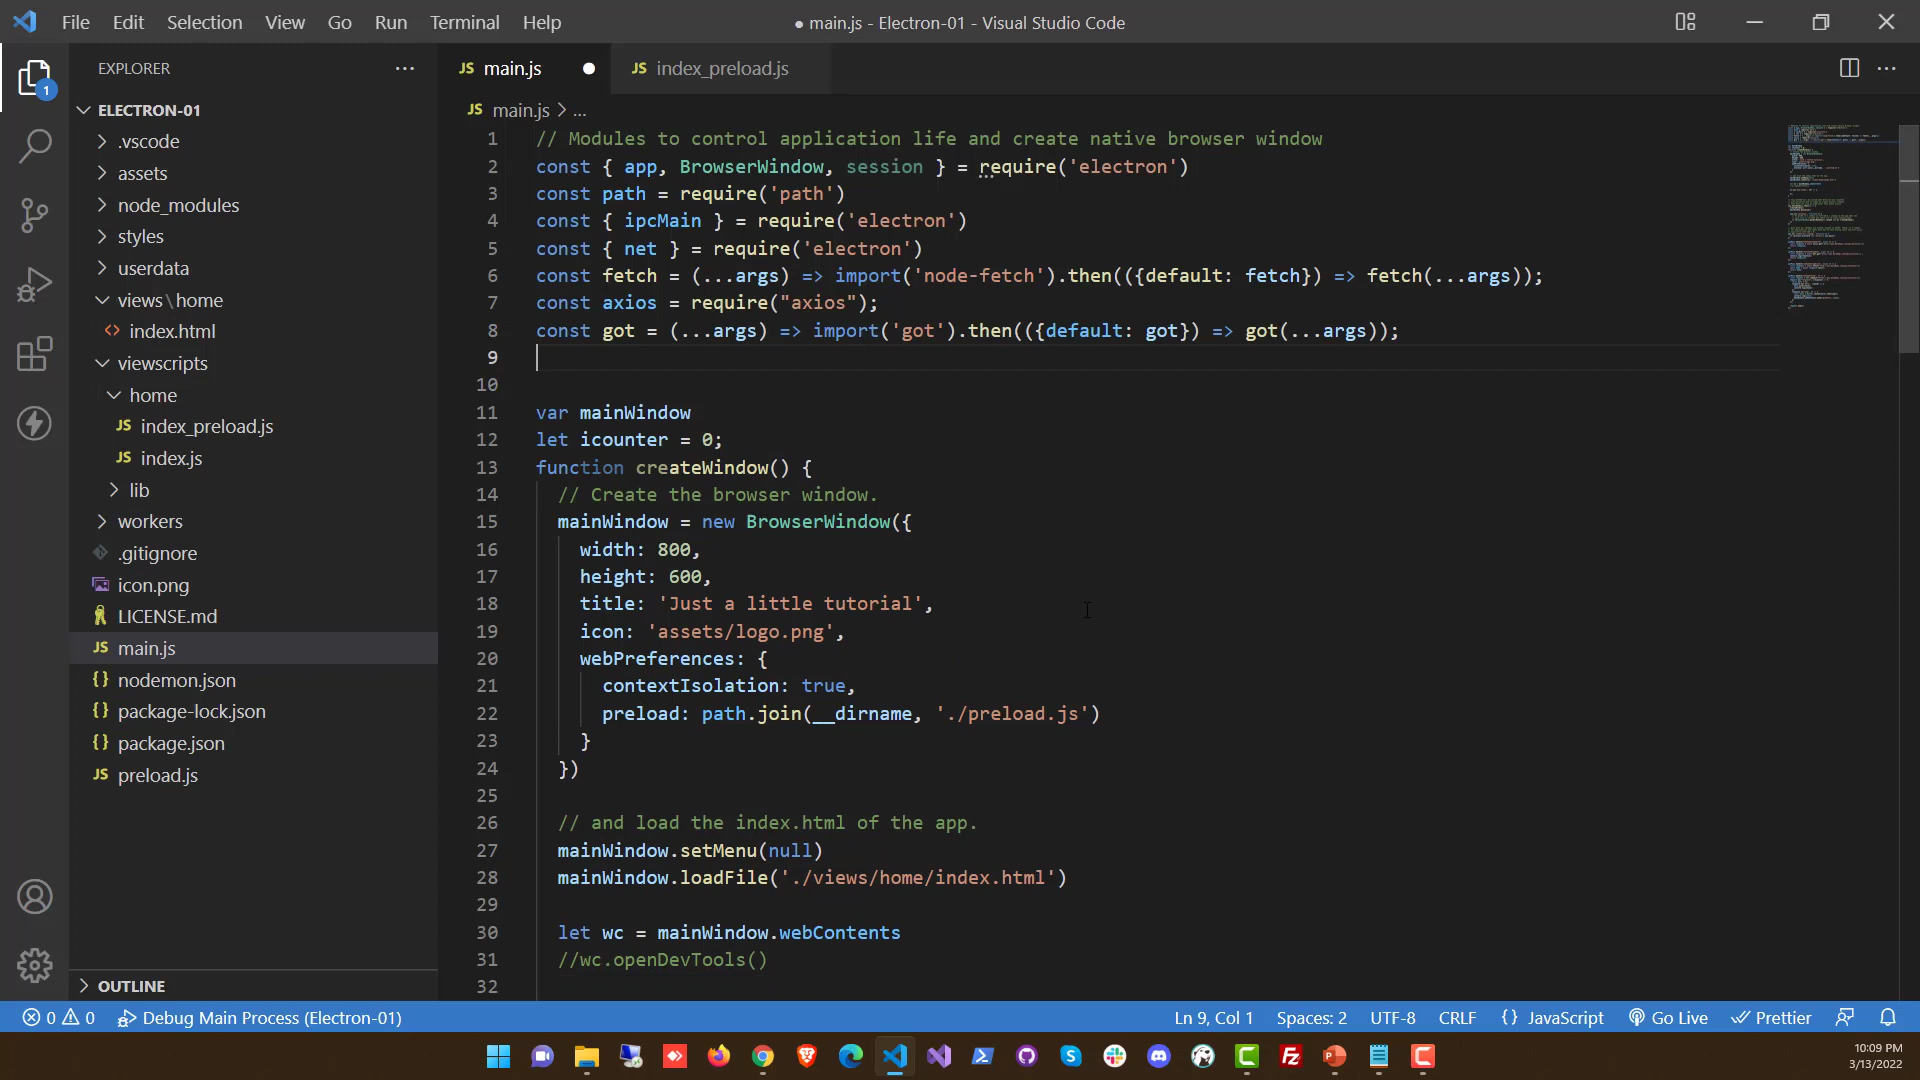 File Edit Selection View Go Run Terminal Help
● main.js - Electron-01 - Visual Studio Code
EXPLORER
ELECTRON-01
.vscode
assets
node_modules
styles
userdata
views\home
index.html
viewscripts
home
JS index_preload.js
JS index.js
lib
workers
.gitignore
icon.png
LICENSE.md
JS main.js
{} nodemon.json
{} package-lock.json
{} package.json
JS preload.js
OUTLINE
1
JS main.js ●
JS index_preload.js
JS main.js > ...
1 // Modules to control application life and create native browser window
2 const { app, BrowserWindow, session } = require('electron')
3 const path = require('path')
4 const { ipcMain } = require('electron')
5 const { net } = require('electron')
6 const fetch = (...args) => import('node-fetch').then(({default: fetch}) => fetch(...args));
7 const axios = require("axios");
8 const got = (...args) => import('got').then(({default: got}) => got(...args));
9
10
11 var mainWindow
12 let icounter = 0;
13 function createWindow() {
14 // Create the browser window.
15 mainWindow = new BrowserWindow({
16 width: 800,
17 height: 600,
18 title: 'Just a little tutorial',
19 icon: 'assets/logo.png',
20 webPreferences: {
21 contextIsolation: true,
22 preload: path.join(__dirname, './preload.js')
23 }
24 })
25
26 // and load the index.html of the app.
27 mainWindow.setMenu(null)
28 mainWindow.loadFile('./views/home/index.html')
29
30 let wc = mainWindow.webContents
31 //wc.openDevTools()
32
0 0 Debug Main Process (Electron-01)
Ln 9, Col 1 Spaces: 2 UTF-8 CRLF {} JavaScript Go Live Prettier
10:09 PM
3/13/2022